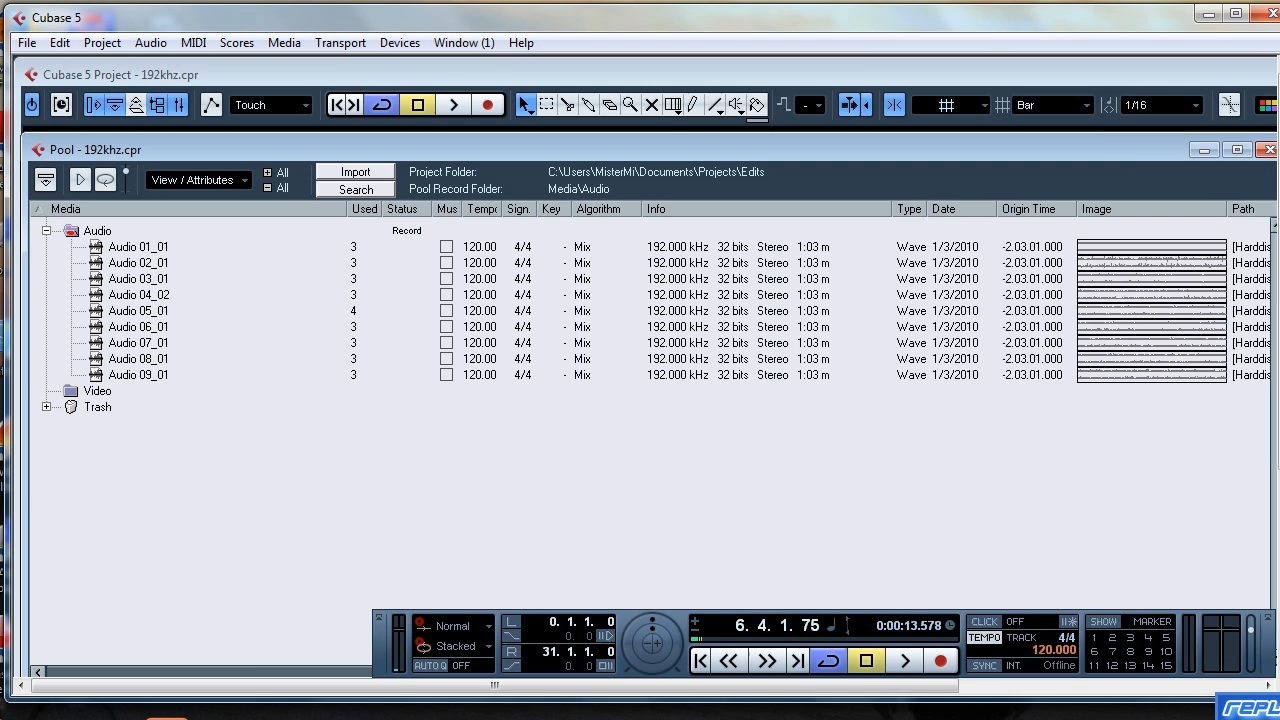 Cubase 5
File Edit Project Audio MIDI Scores Media Transport Devices Window (1) Help
Cubase 5 Project - 192khz.cpr
Touch - Bar 1/16
Pool - 192khz.cpr
View / Attributes All All Import Search
Project Folder: C:\Users\MisterMi\Documents\Projects\Edits
Pool Record Folder: Media\Audio
Media Used Status Mus Tempo Sign. Key Algorithm Info Type Date Origin Time Image Path
Audio Record
Audio 01_01 3 120.00 4/4 - Mix 192.000 kHz 32 bits Stereo 1:03 m Wave 1/3/2010 -2.03.01.000 [Harddis
Audio 02_01 3 120.00 4/4 - Mix 192.000 kHz 32 bits Stereo 1:03 m Wave 1/3/2010 -2.03.01.000 [Harddis
Audio 03_01 3 120.00 4/4 - Mix 192.000 kHz 32 bits Stereo 1:03 m Wave 1/3/2010 -2.03.01.000 [Harddis
Audio 04_02 3 120.00 4/4 - Mix 192.000 kHz 32 bits Stereo 1:03 m Wave 1/3/2010 -2.03.01.000 [Harddis
Audio 05_01 4 120.00 4/4 - Mix 192.000 kHz 32 bits Stereo 1:03 m Wave 1/3/2010 -2.03.01.000 [Harddis
Audio 06_01 3 120.00 4/4 - Mix 192.000 kHz 32 bits Stereo 1:03 m Wave 1/3/2010 -2.03.01.000 [Harddis
Audio 07_01 3 120.00 4/4 - Mix 192.000 kHz 32 bits Stereo 1:03 m Wave 1/3/2010 -2.03.01.000 [Harddis
Audio 08_01 3 120.00 4/4 - Mix 192.000 kHz 32 bits Stereo 1:03 m Wave 1/3/2010 -2.03.01.000 [Harddis
Audio 09_01 3 120.00 4/4 - Mix 192.000 kHz 32 bits Stereo 1:03 m Wave 1/3/2010 -2.03.01.000 [Harddis
Video
Trash
Normal L 0. 1. 1. 0 6. 4. 1. 75 0:00:13.578 CLICK OFF SHOW MARKER
0. 0 TEMPO TRACK 4/4 1 2 3 4 5
Stacked R 31. 1. 1. 0 120.000 6 7 8 9 10
AUTO Q OFF 0. 0 SYNC INT. Offline 11 12 13 14 15